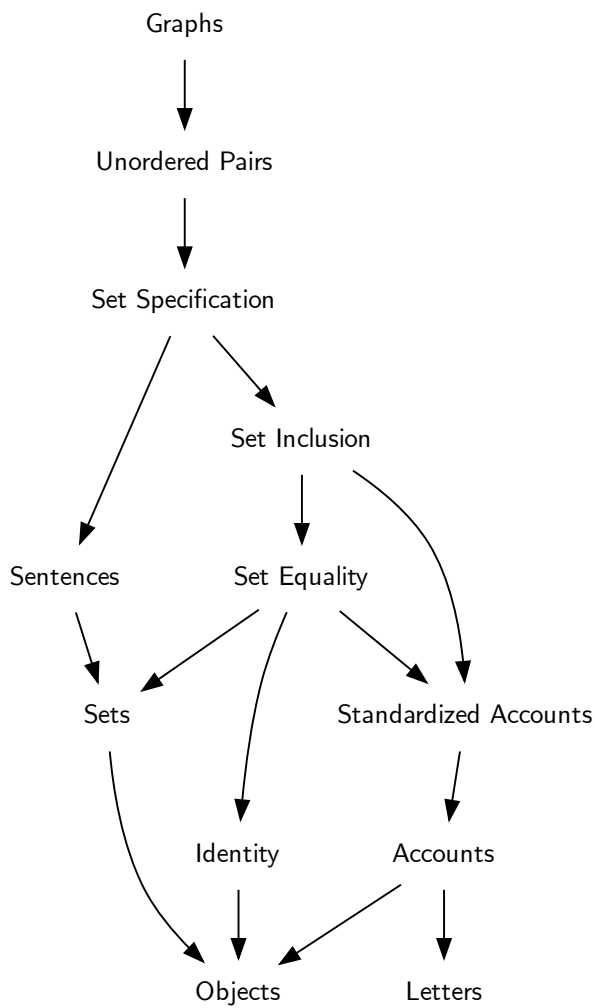 Graphs
Unordered Pairs
Set Specification
Set Inclusion
Sentences
Set Equality
Sets
Standardized Accounts
Identity
Accounts
Objects
Letters